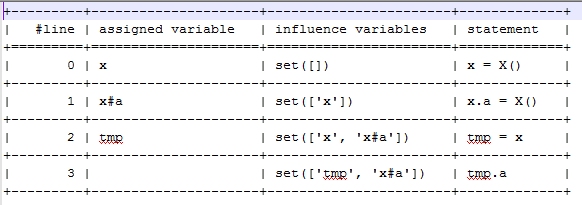 #line | assigned variable | influence variables | statement
0 | x | set([]) | x = X()
1 | x#a | set(['x']) | x.a = X()
2 | tmp | set(['x', 'x#a']) | tmp = x
3 | | set(['tmp', 'x#a']) | tmp.a